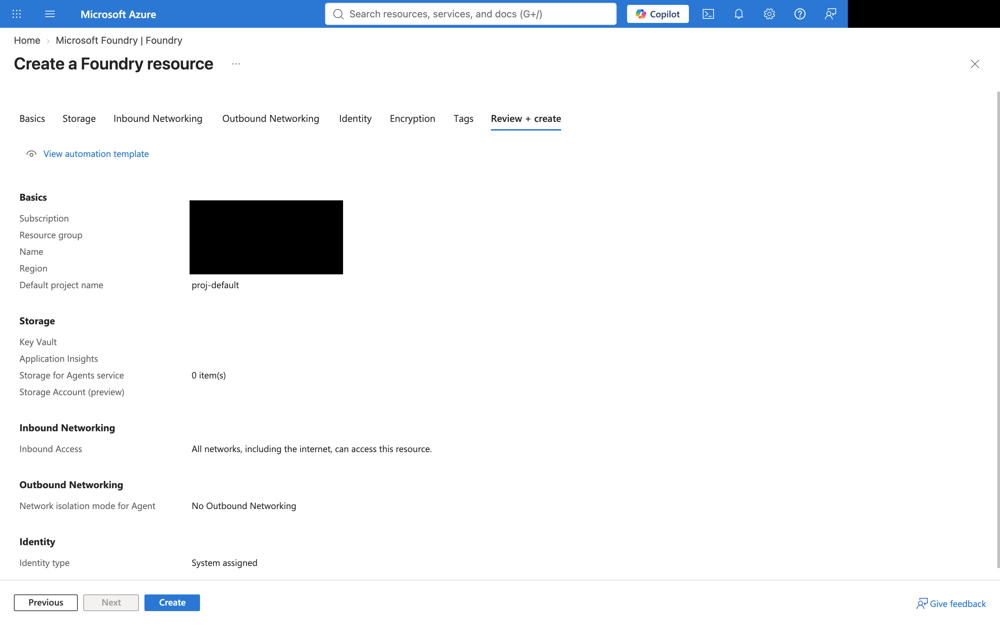 Microsoft Azure
Search resources, services, and docs (G+/)
Copilot
Home > Microsoft Foundry | Foundry
Create a Foundry resource ...
Basics Storage Inbound Networking Outbound Networking Identity Encryption Tags Review + create
View automation template
Basics
Subscription
Resource group
Name
Region
Default project name proj-default
Storage
Key Vault
Application Insights
Storage for Agents service 0 item(s)
Storage Account (preview)
Inbound Networking
Inbound Access All networks, including the internet, can access this resource.
Outbound Networking
Network isolation mode for Agent No Outbound Networking
Identity
Identity type System assigned
Previous Next Create Give feedback